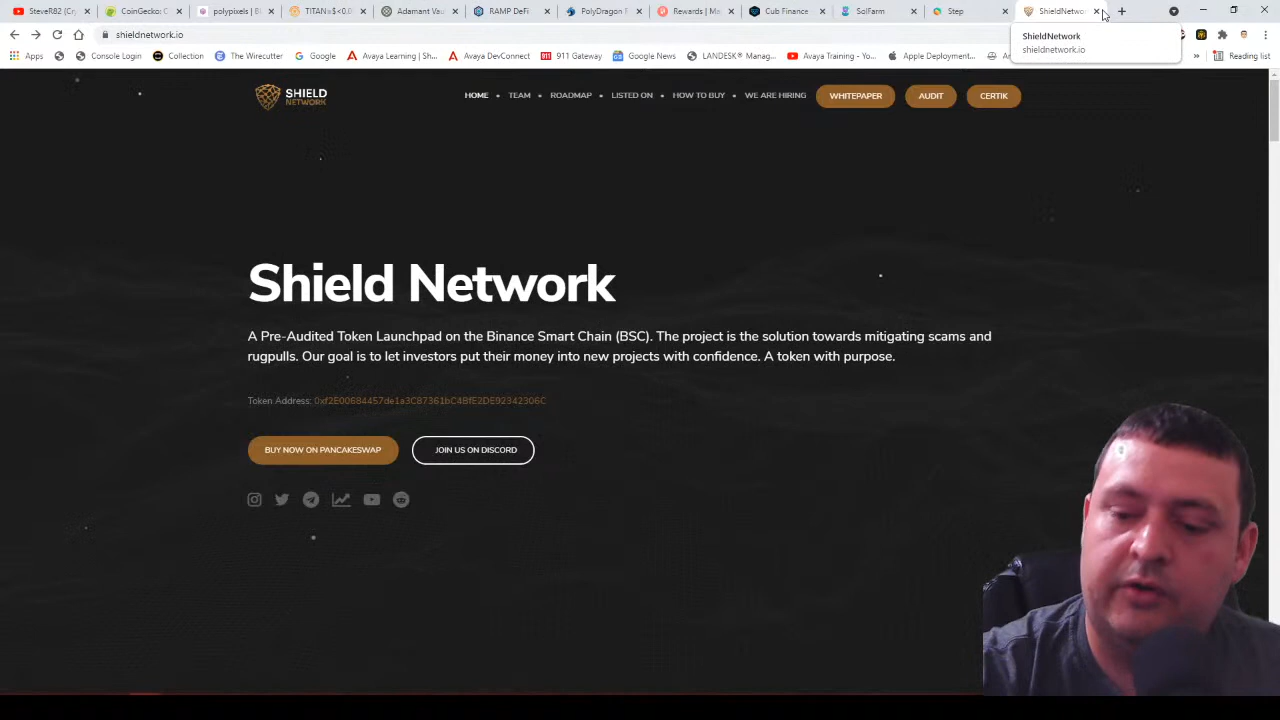 SteveR82 (Cry
CoinGecko: C
polypixels | B
TITAN=$<0.0
Adamant Vau
RAMP DeFi
PolyDragon
Rewards | Ma
Cub Finance
SolFarm
Step
ShieldNetwor
shieldnetwork.io
ShieldNetwork
shieldnetwork.io
Apps
Console Login
Coinbase
The Wirecutter
Avaya Learning | Sh...
Avaya DevConnect
911 Gateway
Google News
LANDESK® Manag...
Avaya Training - Yo...
Apple Deployment...
»
Reading list
SHIELD
NETWORK
HOME • TEAM • ROADMAP • LISTED ON • HOW TO BUY • WE ARE HIRING
WHITEPAPER
AUDIT
CERTIK
Shield Network
A Pre-Audited Token Launchpad on the Binance Smart Chain (BSC). The project is the solution towards mitigating scams and
rugpulls. Our goal is to let investors put their money into new projects with confidence. A token with purpose.
Token Address: 0xf2E00684457de1a3C87361bC4BfE2DE92342306C
BUY NOW ON PANCAKESWAP
JOIN US ON DISCORD